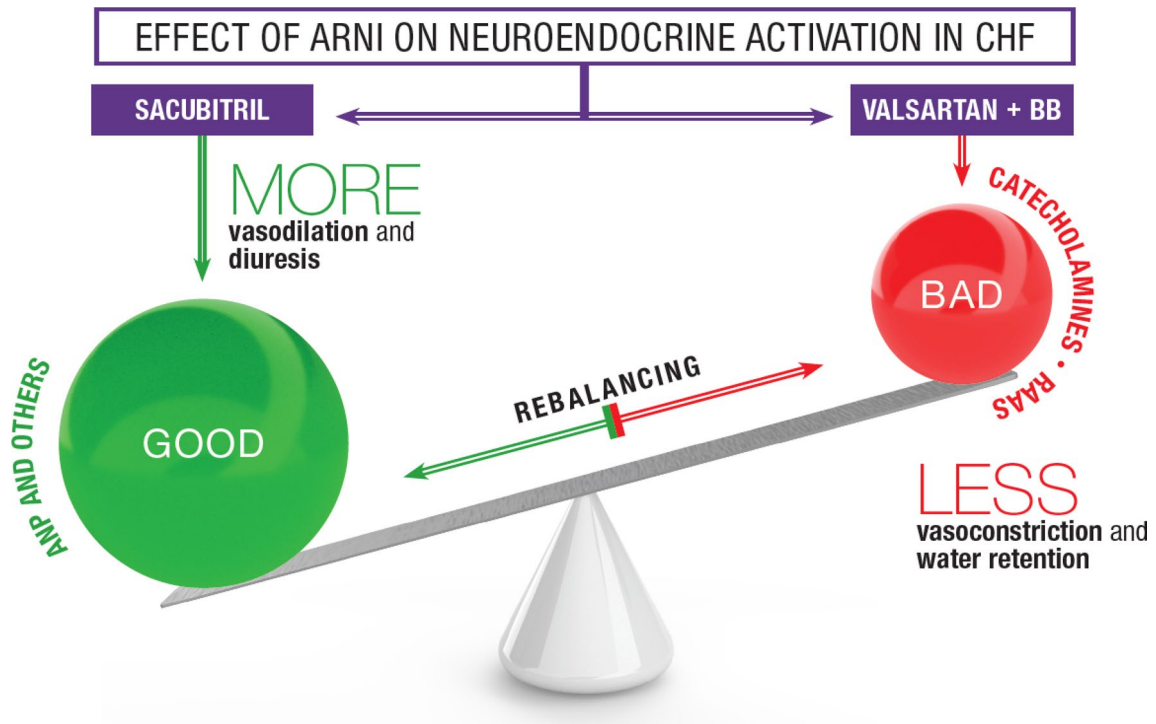 EFFECT OF ARNI ON NEUROENDOCRINE ACTIVATION IN CHF
SACUBITRIL
VALSARTAN + BB
MORE
vasodilation and
diuresis
CATECHOLAMINES • RAAS
BAD
REBALANCING
ANP AND OTHERS
GOOD
LESS
vasoconstriction and
water retention